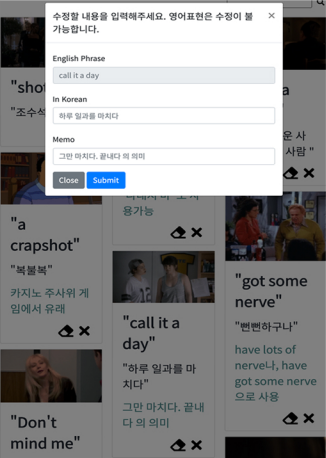 수정할 내용을 입력해주세요. 영어표현은 수정이 불
가능합니다.
×
English Phrase
call it a day
In Korean
하루 일과를 마치다
Memo
그만 마치다. 끝내다 의 의미
Close
Submit
"shot
"조수석
"a
crapshot"
"복불복"
카지노 주사위 게
임에서 유래
"Don't
mind me"
용가능
"call it a
day"
"하루 일과를 마
치다"
그만 마치다. 끝내
다 의 의미
a
운 사
사람 "
"got some
nerve"
"뻔뻔하구나"
have lots of
nerve나, have
got some nerve
으로 사용